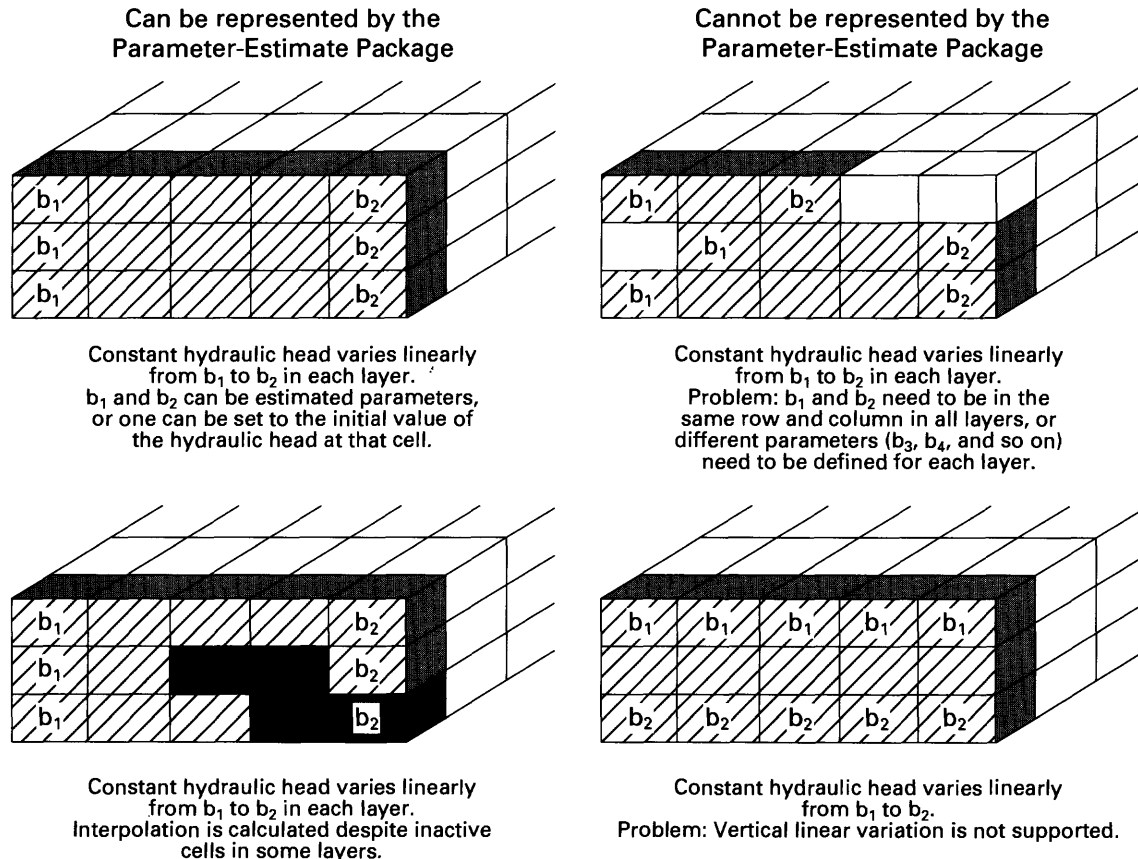 Can be represented by the
Parameter-Estimate Package
b₁ b₂
b₁ b₂
b₁ b₂
Constant hydraulic head varies linearly
from b₁ to b₂ in each layer.
b₁ and b₂ can be estimated parameters,
or one can be set to the initial value of
the hydraulic head at that cell.
Cannot be represented by the
Parameter-Estimate Package
b₁ b₂
b₁ b₂
b₁ b₂
Constant hydraulic head varies linearly
from b₁ to b₂ in each layer.
Problem: b₁ and b₂ need to be in the
same row and column in all layers, or
different parameters (b₃, b₄, and so on)
need to be defined for each layer.
b₁ b₂
b₁ b₂
b₁ b₂
Constant hydraulic head varies linearly
from b₁ to b₂ in each layer.
Interpolation is calculated despite inactive
cells in some layers.
b₁ b₁ b₁ b₁ b₁
b₂ b₂ b₂ b₂ b₂
Constant hydraulic head varies linearly
from b₁ to b₂.
Problem: Vertical linear variation is not supported.